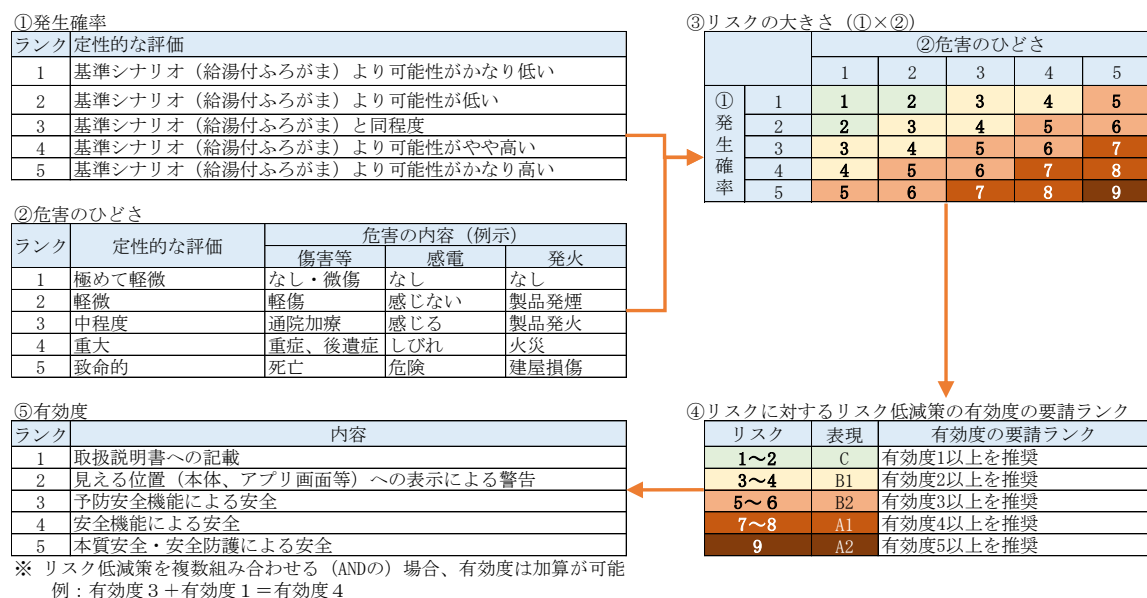 ①発生確率
ランク 定性的な評価
1 基準シナリオ（給湯付ふろがま）より可能性がかなり低い
2 基準シナリオ（給湯付ふろがま）より可能性が低い
3 基準シナリオ（給湯付ふろがま）と同程度
4 基準シナリオ（給湯付ふろがま）より可能性がやや高い
5 基準シナリオ（給湯付ふろがま）より可能性がかなり高い
②危害のひどさ
ランク 定性的な評価 危害の内容（例示）
傷害等 感電 発火
1 極めて軽微 なし・微傷 なし なし
2 軽微 軽傷 感じない 製品発煙
3 中程度 通院加療 感じる 製品発火
4 重大 重症、後遺症 しびれ 火災
5 致命的 死亡 危険 建屋損傷
③リスクの大きさ（①×②）
②危害のひどさ
1 2 3 4 5
①発生確率
1 1 2 3 4 5
2 2 3 4 5 6
3 3 4 5 6 7
4 4 5 6 7 8
5 5 6 7 8 9
④リスクに対するリスク低減策の有効度の要請ランク
リスク 表現 有効度の要請ランク
1～2 C 有効度1以上を推奨
3～4 B1 有効度2以上を推奨
5～6 B2 有効度3以上を推奨
7～8 A1 有効度4以上を推奨
9 A2 有効度5以上を推奨
⑤有効度
ランク 内容
1 取扱説明書への記載
2 見える位置（本体、アプリ画面等）への表示による警告
3 予防安全機能による安全
4 安全機能による安全
5 本質安全・安全防護による安全
※ リスク低減策を複数組み合わせる（ANDの）場合、有効度は加算が可能
例：有効度３＋有効度１＝有効度４